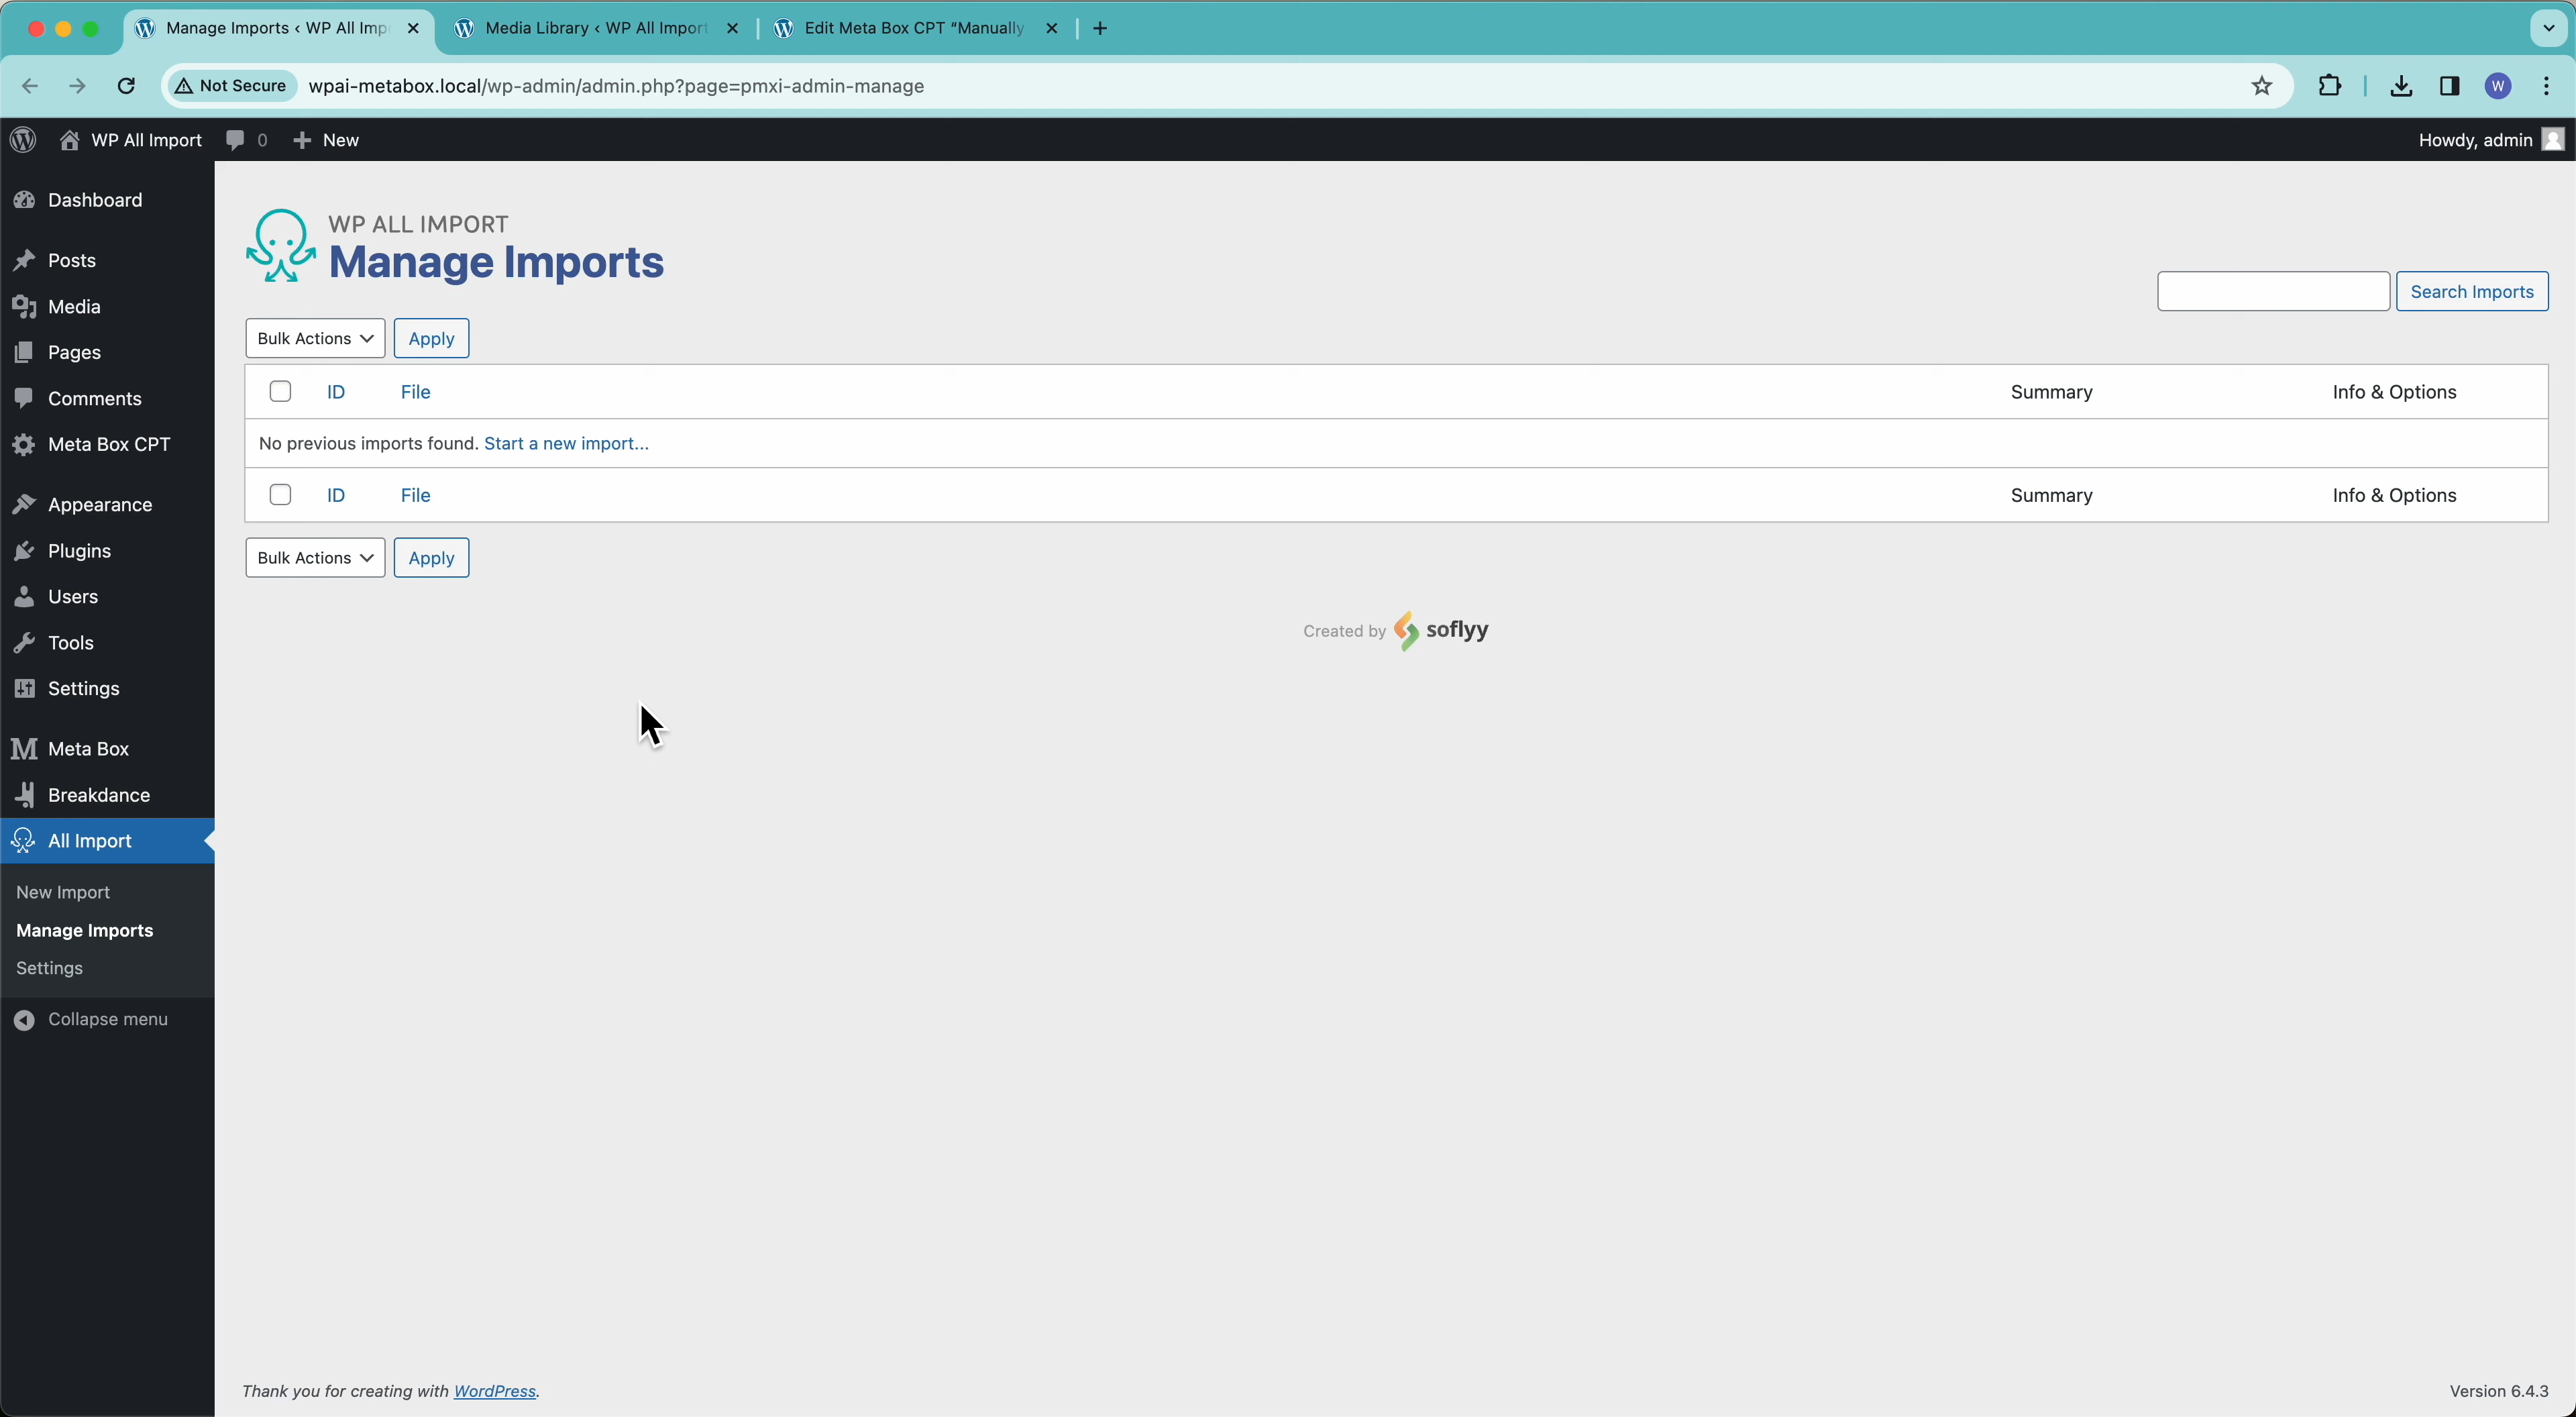 Manage Imports ‹ WP All Imp
Media Library ‹ WP All Import
Edit Meta Box CPT “Manually
Not Secure
wpai-metabox.local/wp-admin/admin.php?page=pmxi-admin-manage
W
WP All Import
0
New
Howdy, admin
Dashboard
Posts
Media
Pages
Comments
Meta Box CPT
Appearance
Plugins
Users
Tools
Settings
Meta Box
Breakdance
All Import
New Import
Manage Imports
Settings
Collapse menu
WP ALL IMPORT
Manage Imports
Search Imports
Bulk Actions
Apply
ID File Summary Info & Options
No previous imports found. Start a new import...
ID File Summary Info & Options
Bulk Actions
Apply
Created by soflyy
Thank you for creating with WordPress.
Version 6.4.3